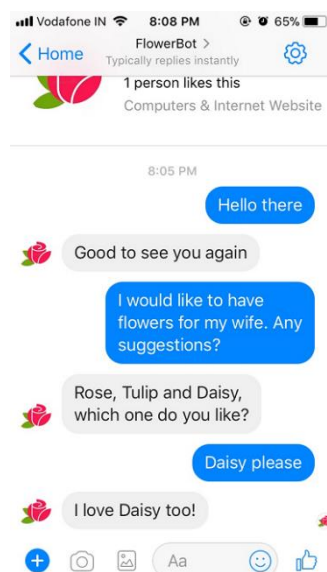 Vodafone IN 8:08 PM 65%
Home FlowerBot >
Typically replies instantly
1 person likes this
Computers & Internet Website
8:05 PM
Hello there
Good to see you again
I would like to have
flowers for my wife. Any
suggestions?
Rose, Tulip and Daisy,
which one do you like?
Daisy please
I love Daisy too!
Aa